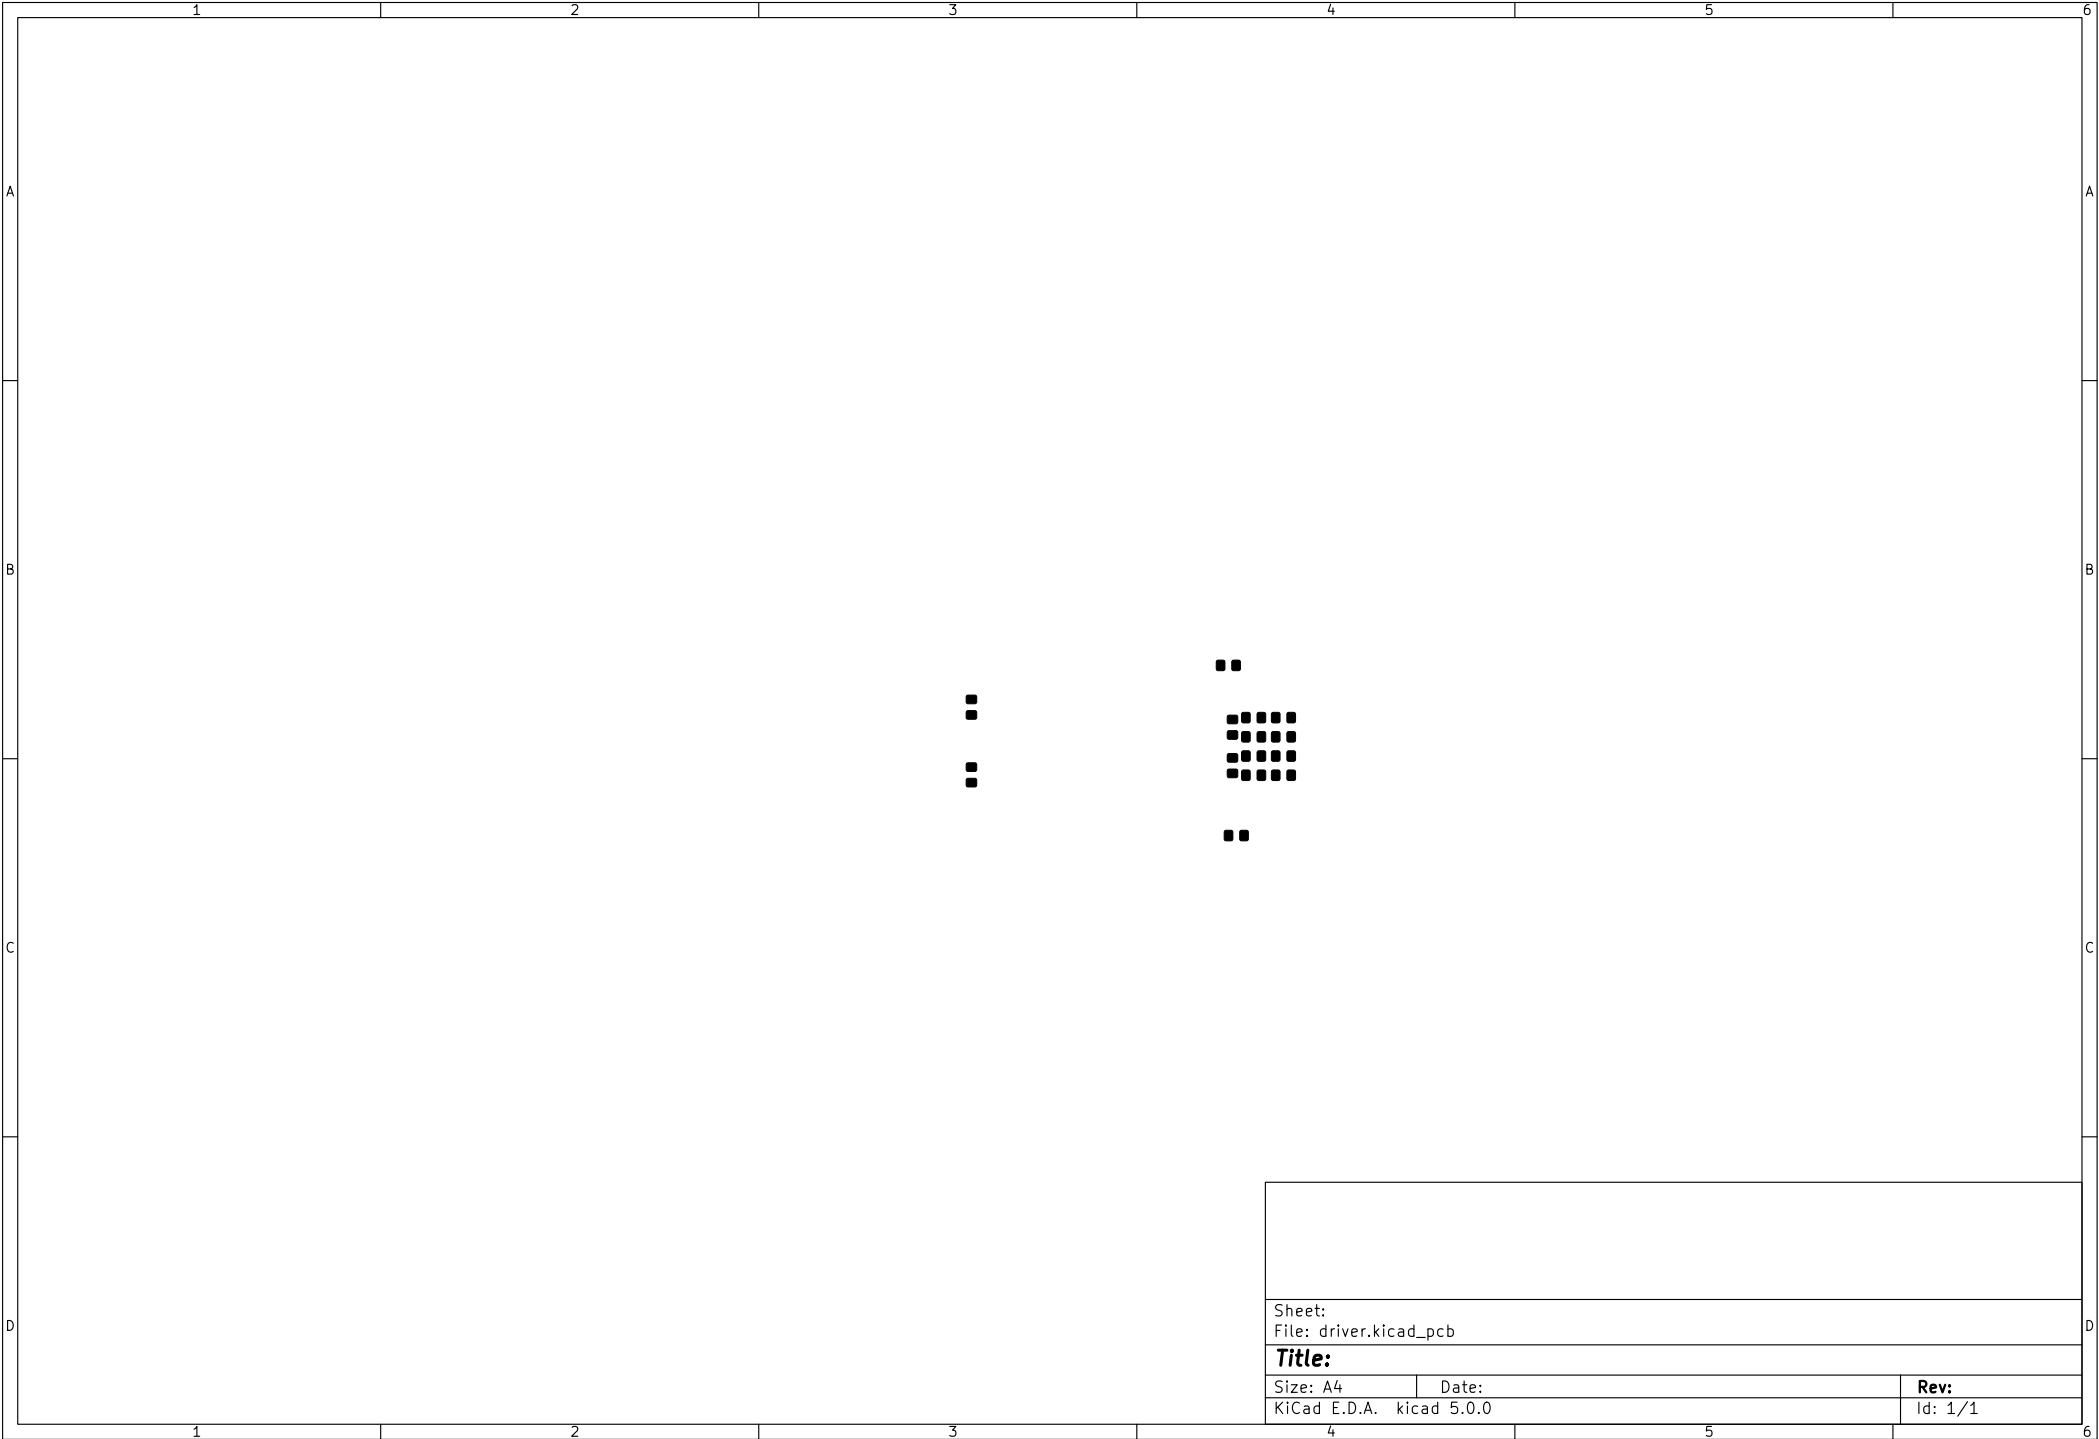 1 2 3 4 5 6
A A
B B
C C
Sheet:
File: driver.kicad_pcb
D D
Title:
Size: A4 Date: Rev:
KiCad E.D.A. kicad 5.0.0 Id: 1/1
1 2 3 4 5 6